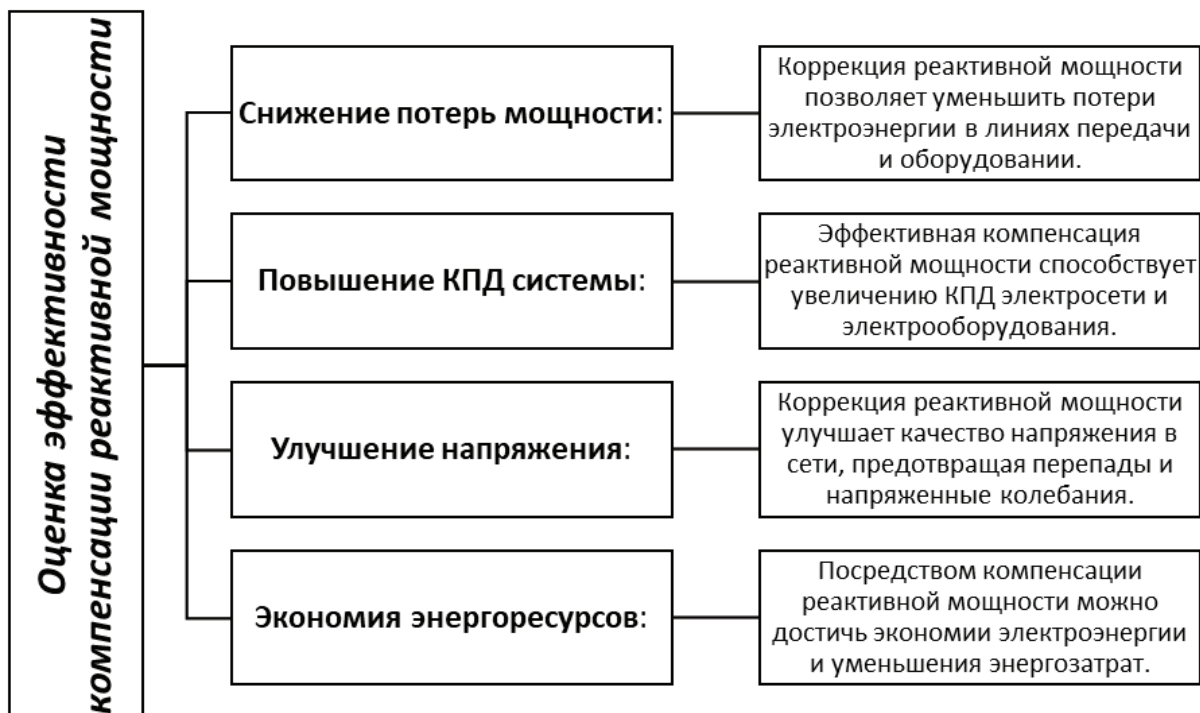 Оценка эффективности
компенсации реактивной мощности
Снижение потерь мощности:
Коррекция реактивной мощности
позволяет уменьшить потери
электроэнергии в линиях передачи
и оборудовании.
Повышение КПД системы:
Эффективная компенсация
реактивной мощности способствует
увеличению КПД электросети и
электрооборудования.
Улучшение напряжения:
Коррекция реактивной мощности
улучшает качество напряжения в
сети, предотвращая перепады и
напряженные колебания.
Экономия энергоресурсов:
Посредством компенсации
реактивной мощности можно
достичь экономии электроэнергии
и уменьшения энергозатрат.